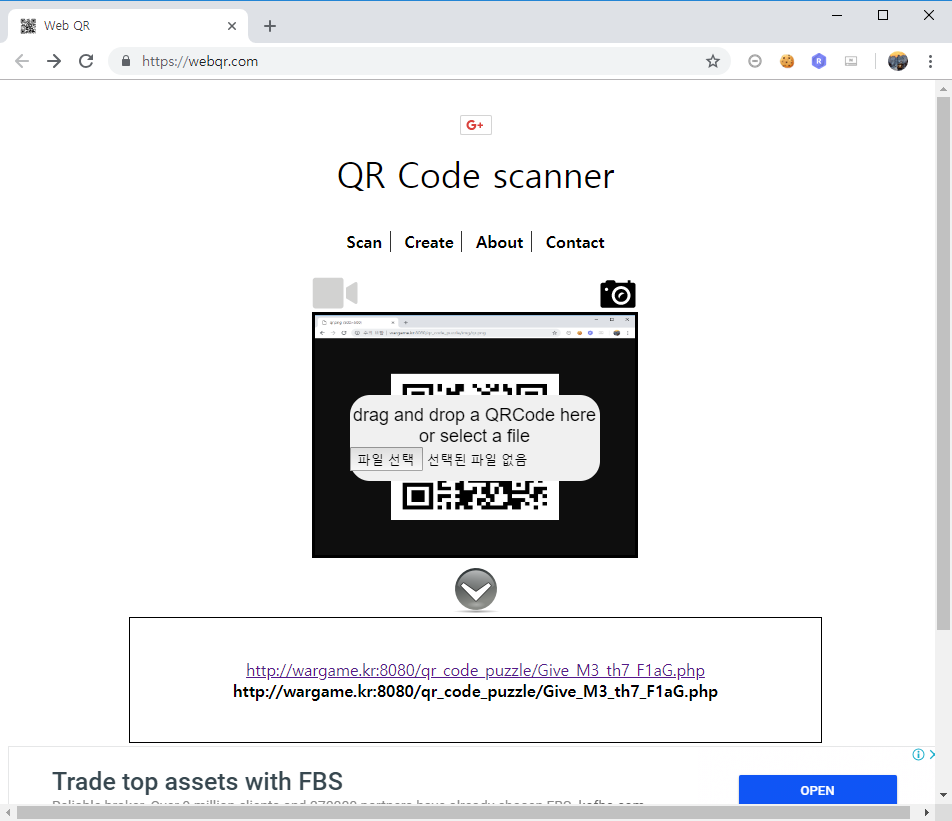 Web QR
https://webqr.com
G+
QR Code scanner
Scan
Create
About
Contact
drag and drop a QRCode here
or select a file
파일 선택 선택된 파일 없음
http://wargame.kr:8080/qr_code_puzzle/Give_M3_th7_F1aG.php
http://wargame.kr:8080/qr_code_puzzle/Give_M3_th7_F1aG.php
Trade top assets with FBS
OPEN